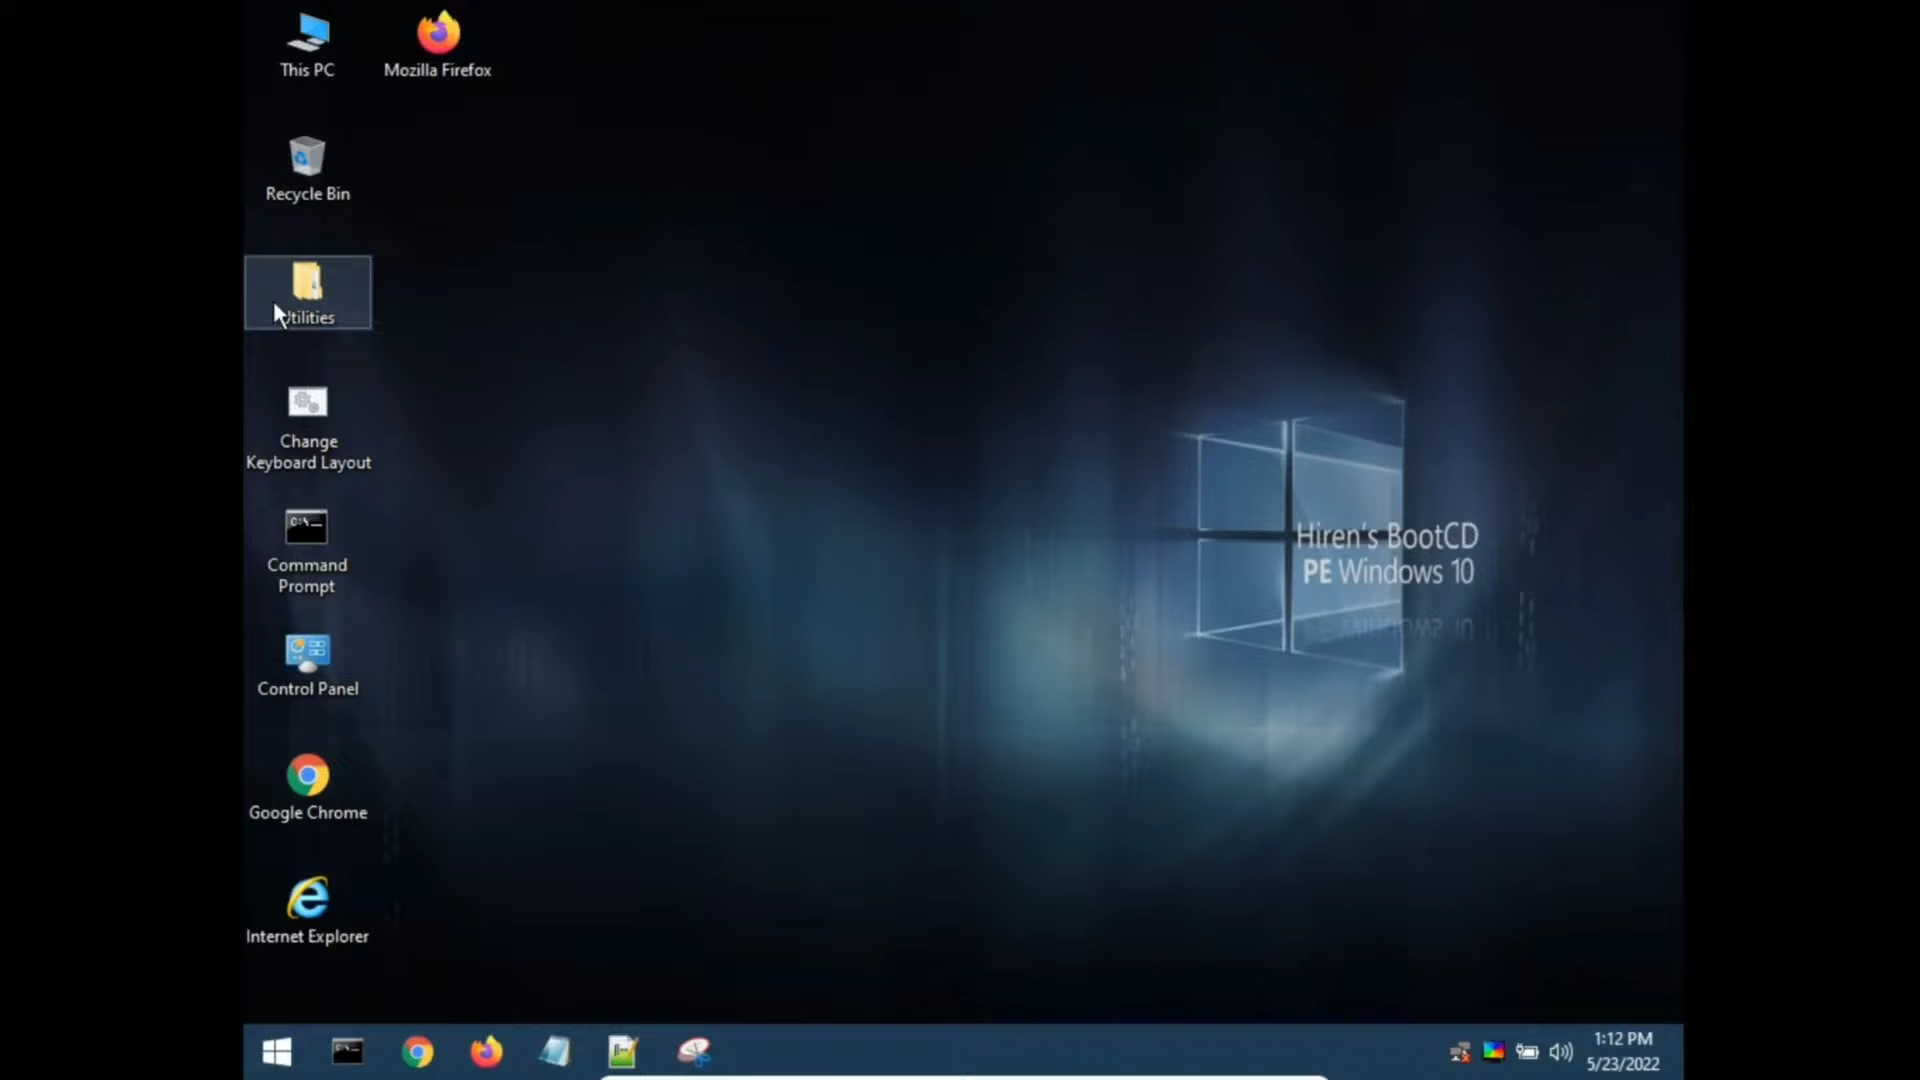 This PC
Mozilla Firefox
Recycle Bin
Utilities
Change
Keyboard Layout
Command
Prompt
Control Panel
Google Chrome
Internet Explorer
Hiren's BootCD
PE Windows 10
1:12 PM
5/23/2022